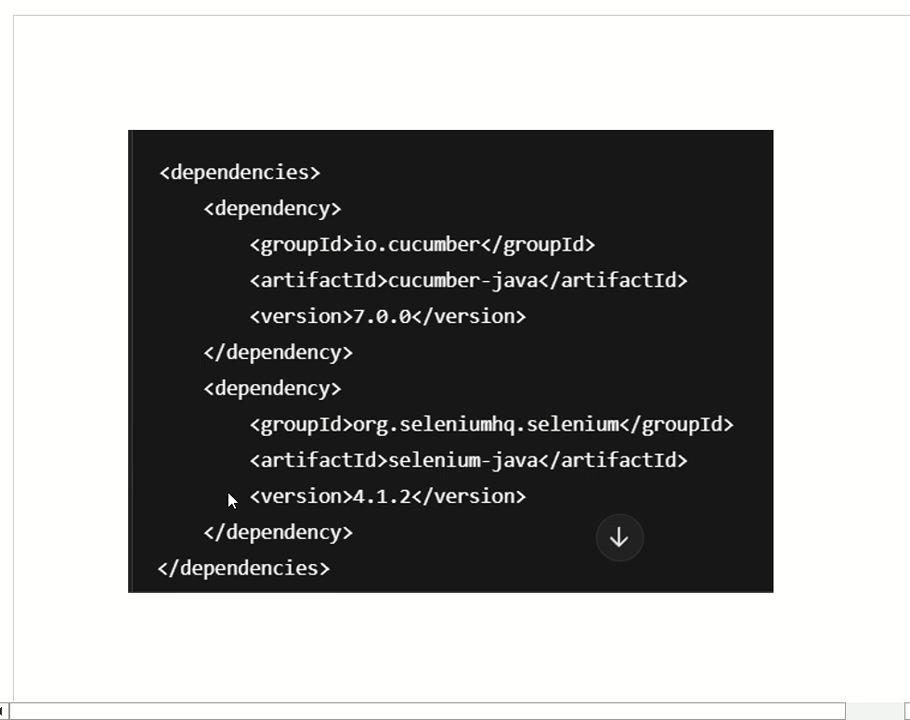 <dependencies>
<dependency>
<groupId>io.cucumber</groupId>
<artifactId>cucumber-java</artifactId>
<version>7.0.0</version>
</dependency>
<dependency>
<groupId>org.seleniumhq.selenium</groupId>
<artifactId>selenium-java</artifactId>
<version>4.1.2</version>
</dependency>
</dependencies>